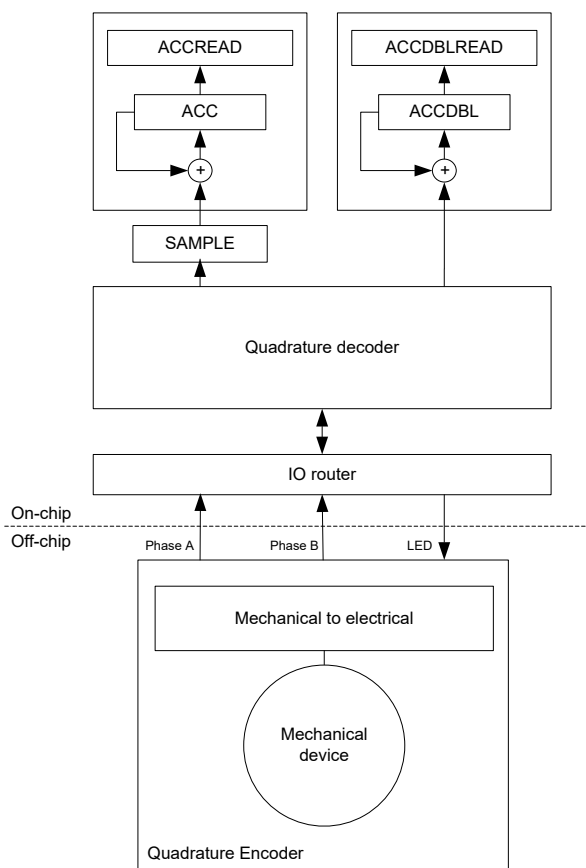 ACCREAD
ACCDBLREAD
ACC
ACCDBL
+
+
SAMPLE
Quadrature decoder
IO router
On-chip
Off-chip
Phase A
Phase B
LED
Mechanical to electrical
Mechanical
device
Quadrature Encoder